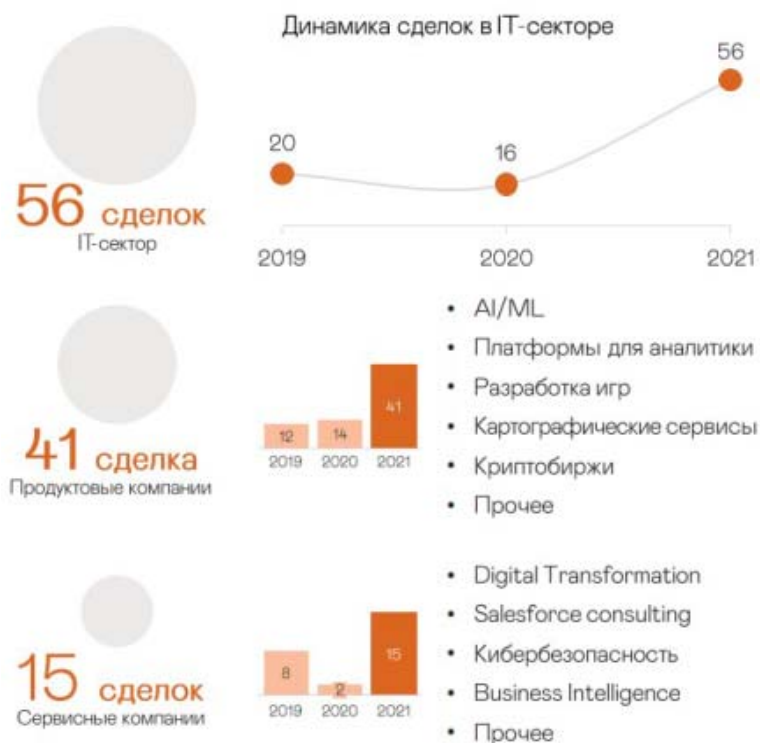 Динамика сделок в IT-секторе
56 сделок
IT-сектор
20
16
56
2019
2020
2021
41 сделка
Продуктовые компании
12
14
41
2019
2020
2021
• AI/ML
• Платформы для аналитики
• Разработка игр
• Картографические сервисы
• Криптобиржи
• Прочее
15 сделок
Сервисные компании
8
2
15
2019
2020
2021
• Digital Transformation
• Salesforce consulting
• Кибербезопасность
• Business Intelligence
• Прочее